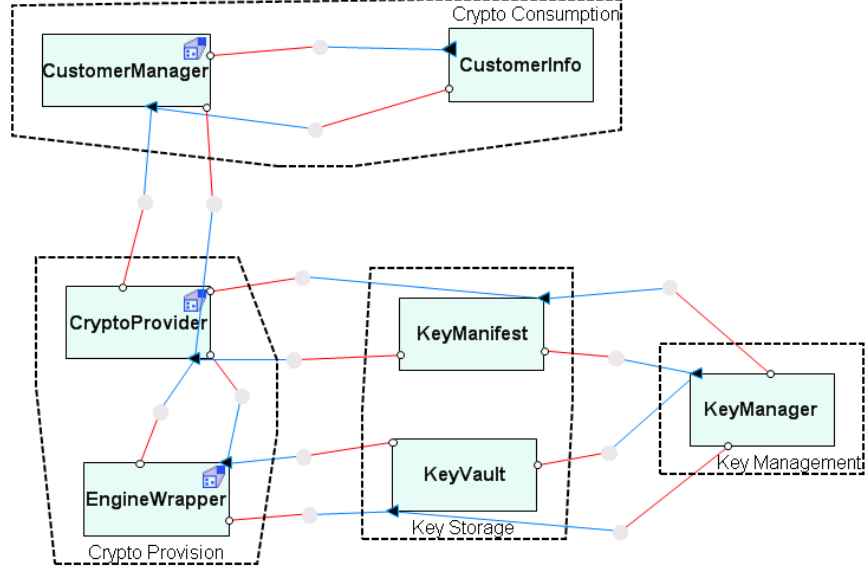 Crypto Consumption
CustomerManager
CustomerInfo
CryptoProvider
KeyManifest
KeyManager
Key Management
KeyVault
EngineWrapper
Key Storage
Crypto Provision